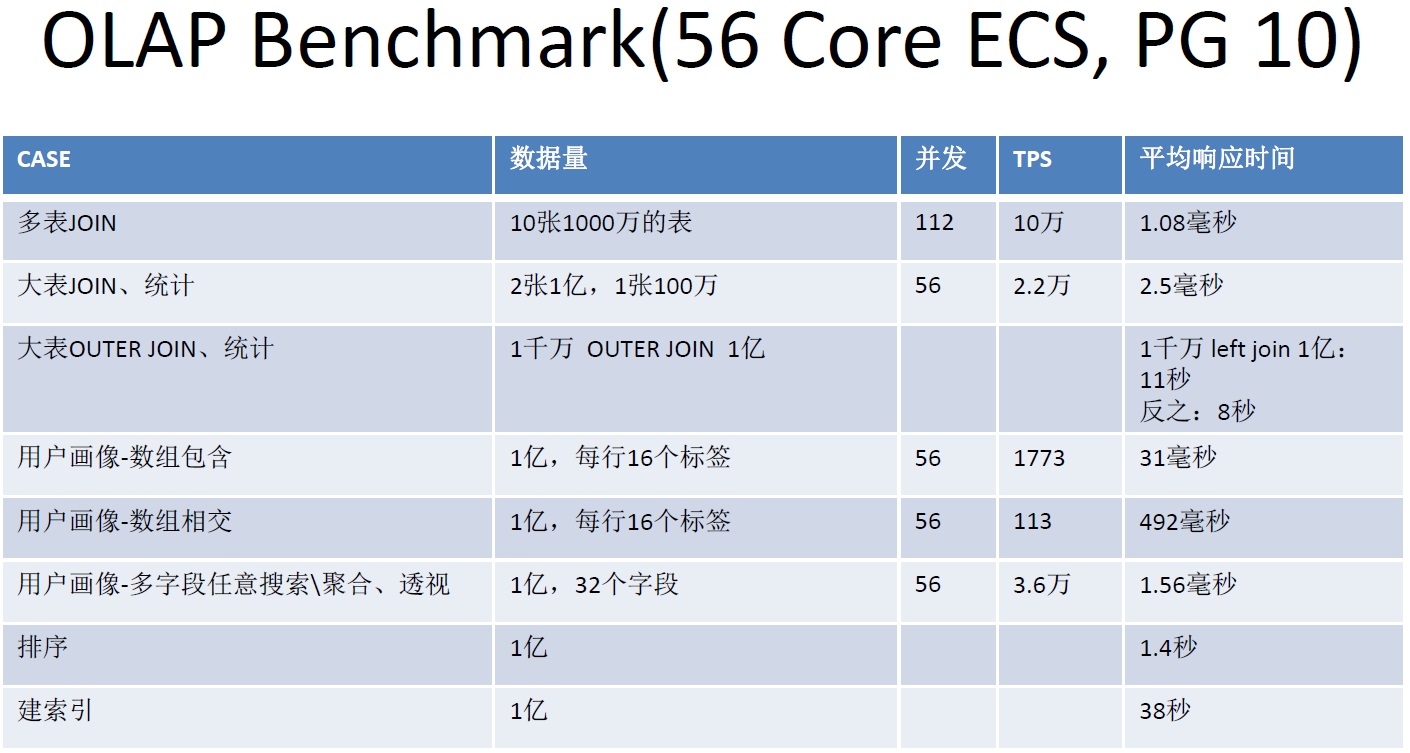 OLAP Benchmark(56 Core ECS, PG 10)
CASE 数据量 并发 TPS 平均响应时间
多表JOIN 10张1000万的表 112 10万 1.08毫秒
大表JOIN、统计 2张1亿，1张100万 56 2.2万 2.5毫秒
大表OUTER JOIN、统计 1千万 OUTER JOIN 1亿 1千万 left join 1亿：
11秒
反之：8秒
用户画像-数组包含 1亿，每行16个标签 56 1773 31毫秒
用户画像-数组相交 1亿，每行16个标签 56 113 492毫秒
用户画像-多字段任意搜索\聚合、透视 1亿，32个字段 56 3.6万 1.56毫秒
排序 1亿 1.4秒
建索引 1亿 38秒